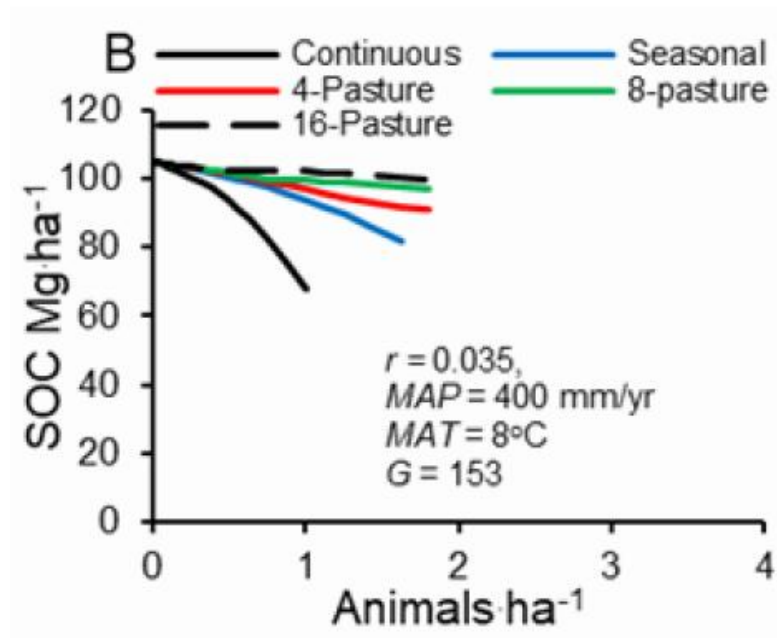 B
Continuous Seasonal
4-Pasture 8-pasture
16-Pasture
120
100
80
60
40
20
0
SOC Mg·ha⁻¹
r = 0.035,
MAP = 400 mm/yr
MAT = 8°C
G = 153
0 1 2 3 4
Animals·ha⁻¹